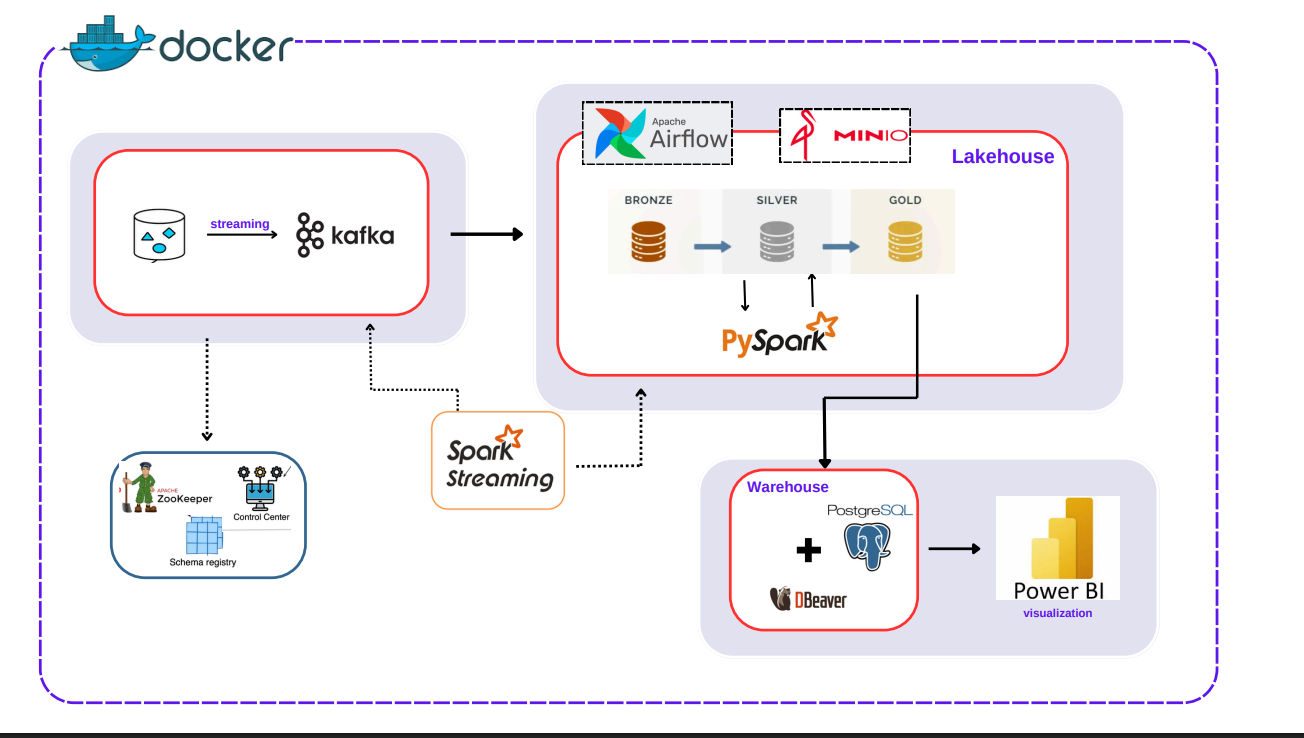 docker
streaming
kafka
Apache
Airflow
MINIO
Lakehouse
BRONZE
SILVER
GOLD
PySpark
Spark
Streaming
APACHE
ZooKeeper
Control Center
Schema registry
Warehouse
PostgreSQL
+
DBeaver
Power BI
visualization